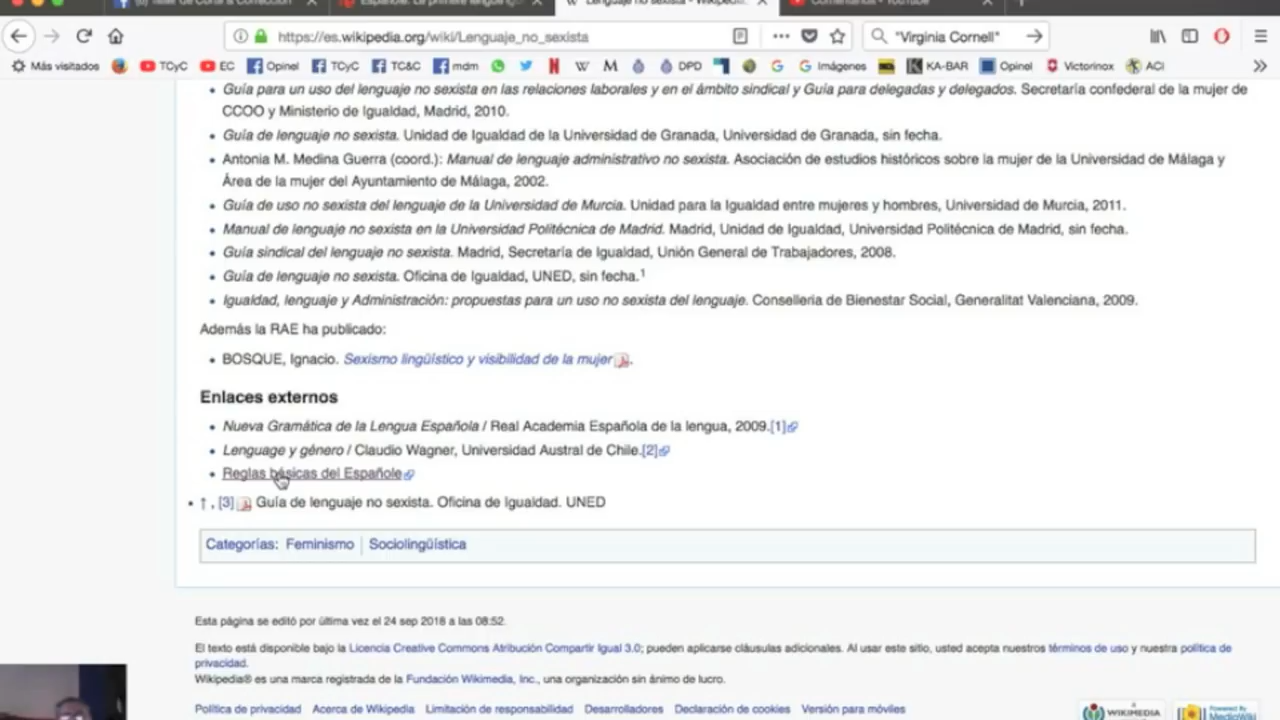 Taller de Corte & Corrección
Lenguaje no sexista - Wikipedi
Comentarios - YouTube
https://es.wikipedia.org/wiki/Lenguaje_no_sexista
"Virginia Cornell"
Más visitados TCyC EC Opinel TCyC TC&C mdm W M DPD G G Imágenes KA-BAR Opinel Victorinox ACI
• Guía para un uso del lenguaje no sexista en las relaciones laborales y en el ámbito sindical y Guía para delegadas y delegados. Secretaría confederal de la mujer de
CCOO y Ministerio de Igualdad, Madrid, 2010.
• Guía de lenguaje no sexista. Unidad de Igualdad de la Universidad de Granada, Universidad de Granada, sin fecha.
• Antonia M. Medina Guerra (coord.): Manual de lenguaje administrativo no sexista. Asociación de estudios históricos sobre la mujer de la Universidad de Málaga y
Área de la mujer del Ayuntamiento de Málaga, 2002.
• Guía de uso no sexista del lenguaje de la Universidad de Murcia. Unidad para la Igualdad entre mujeres y hombres, Universidad de Murcia, 2011.
• Manual de lenguaje no sexista en la Universidad Politécnica de Madrid. Madrid, Unidad de Igualdad, Universidad Politécnica de Madrid, sin fecha.
• Guía sindical del lenguaje no sexista. Madrid, Secretaría de Igualdad, Unión General de Trabajadores, 2008.
• Guía de lenguaje no sexista. Oficina de Igualdad, UNED, sin fecha.1
• Igualdad, lenguaje y Administración: propuestas para un uso no sexista del lenguaje. Conselleria de Bienestar Social, Generalitat Valenciana, 2009.
Además la RAE ha publicado:
• BOSQUE, Ignacio. Sexismo lingüístico y visibilidad de la mujer.
Enlaces externos
• Nueva Gramática de la Lengua Española / Real Academia Española de la lengua, 2009.[1]
• Lenguage y género / Claudio Wagner, Universidad Austral de Chile.[2]
• Reglas básicas del Españole
• ↑ . [3] Guía de lenguaje no sexista. Oficina de Igualdad. UNED
Categorías: Feminismo | Sociolingüística
Esta página se editó por última vez el 24 sep 2018 a las 08:52.
El texto está disponible bajo la Licencia Creative Commons Atribución Compartir Igual 3.0; pueden aplicarse cláusulas adicionales. Al usar este sitio, usted acepta nuestros términos de uso y nuestra política de
privacidad.
Wikipedia® es una marca registrada de la Fundación Wikimedia, Inc., una organización sin ánimo de lucro.
Política de privacidad Acerca de Wikipedia Limitación de responsabilidad Desarrolladores Declaración de cookies Versión para móviles
WIKIMEDIA
Powered By
MediaWiki